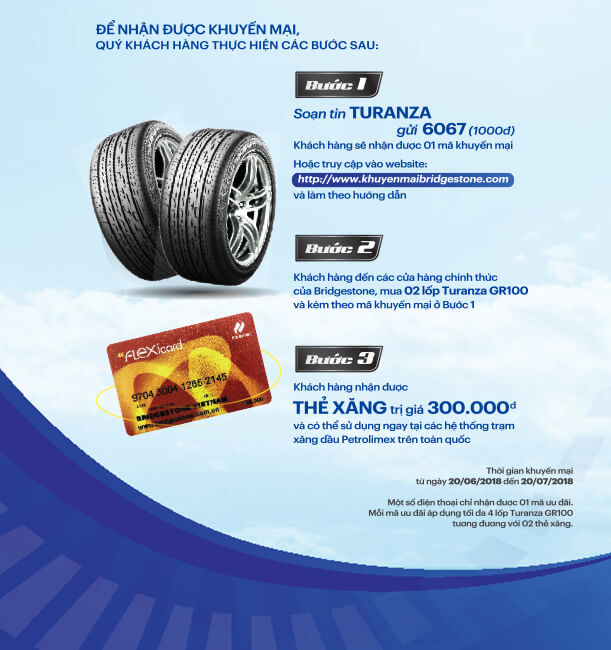 ĐỂ NHẬN ĐƯỢC KHUYẾN MẠI,
QUÝ KHÁCH HÀNG THỰC HIỆN CÁC BƯỚC SAU:
Bước 1
Soạn tin TURANZA
gửi 6067 (1000đ)
Khách hàng sẽ nhận được 01 mã khuyến mại
Hoặc truy cập vào website:
http://www.khuyenmaibridgestone.com
và làm theo hướng dẫn
Bước 2
Khách hàng đến các cửa hàng chính thức
của Bridgestone, mua 02 lốp Turanza GR100
và kèm theo mã khuyến mại ở Bước 1
FLEXicard
9704 3004 1265 2145
BRIDGESTONE VIETNAM
www.bridgestone.com.vn
Bước 3
Khách hàng nhận được
THẺ XĂNG trị giá 300.000đ
và có thể sử dụng ngay tại các hệ thống trạm
xăng dầu Petrolimex trên toàn quốc
Thời gian khuyến mại
từ ngày 20/06/2018 đến 20/07/2018
Một số điện thoại chỉ nhận được 01 mã ưu đãi.
Mỗi mã ưu đãi áp dụng tối đa 4 lốp Turanza GR100
tương đương với 02 thẻ xăng.